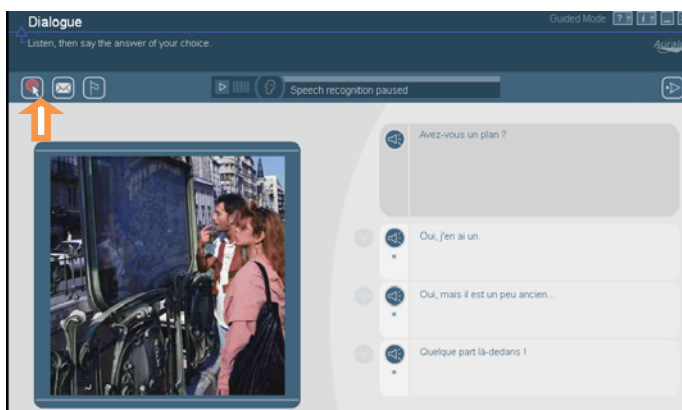 Dialogue
Guided Mode
Listen, then say the answer of your choice.
Speech recognition paused
Avez-vous un plan ?
Oui, j'en ai un.
Oui, mais il est un peu ancien...
Quelque part là-dedans !